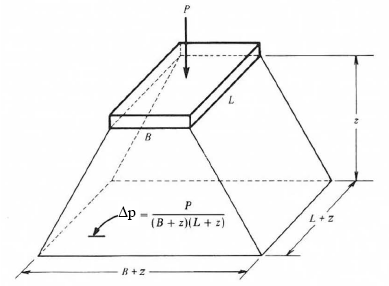 P
L
B
z
Δp = P / (B + z)(L + z)
L + z
B + z